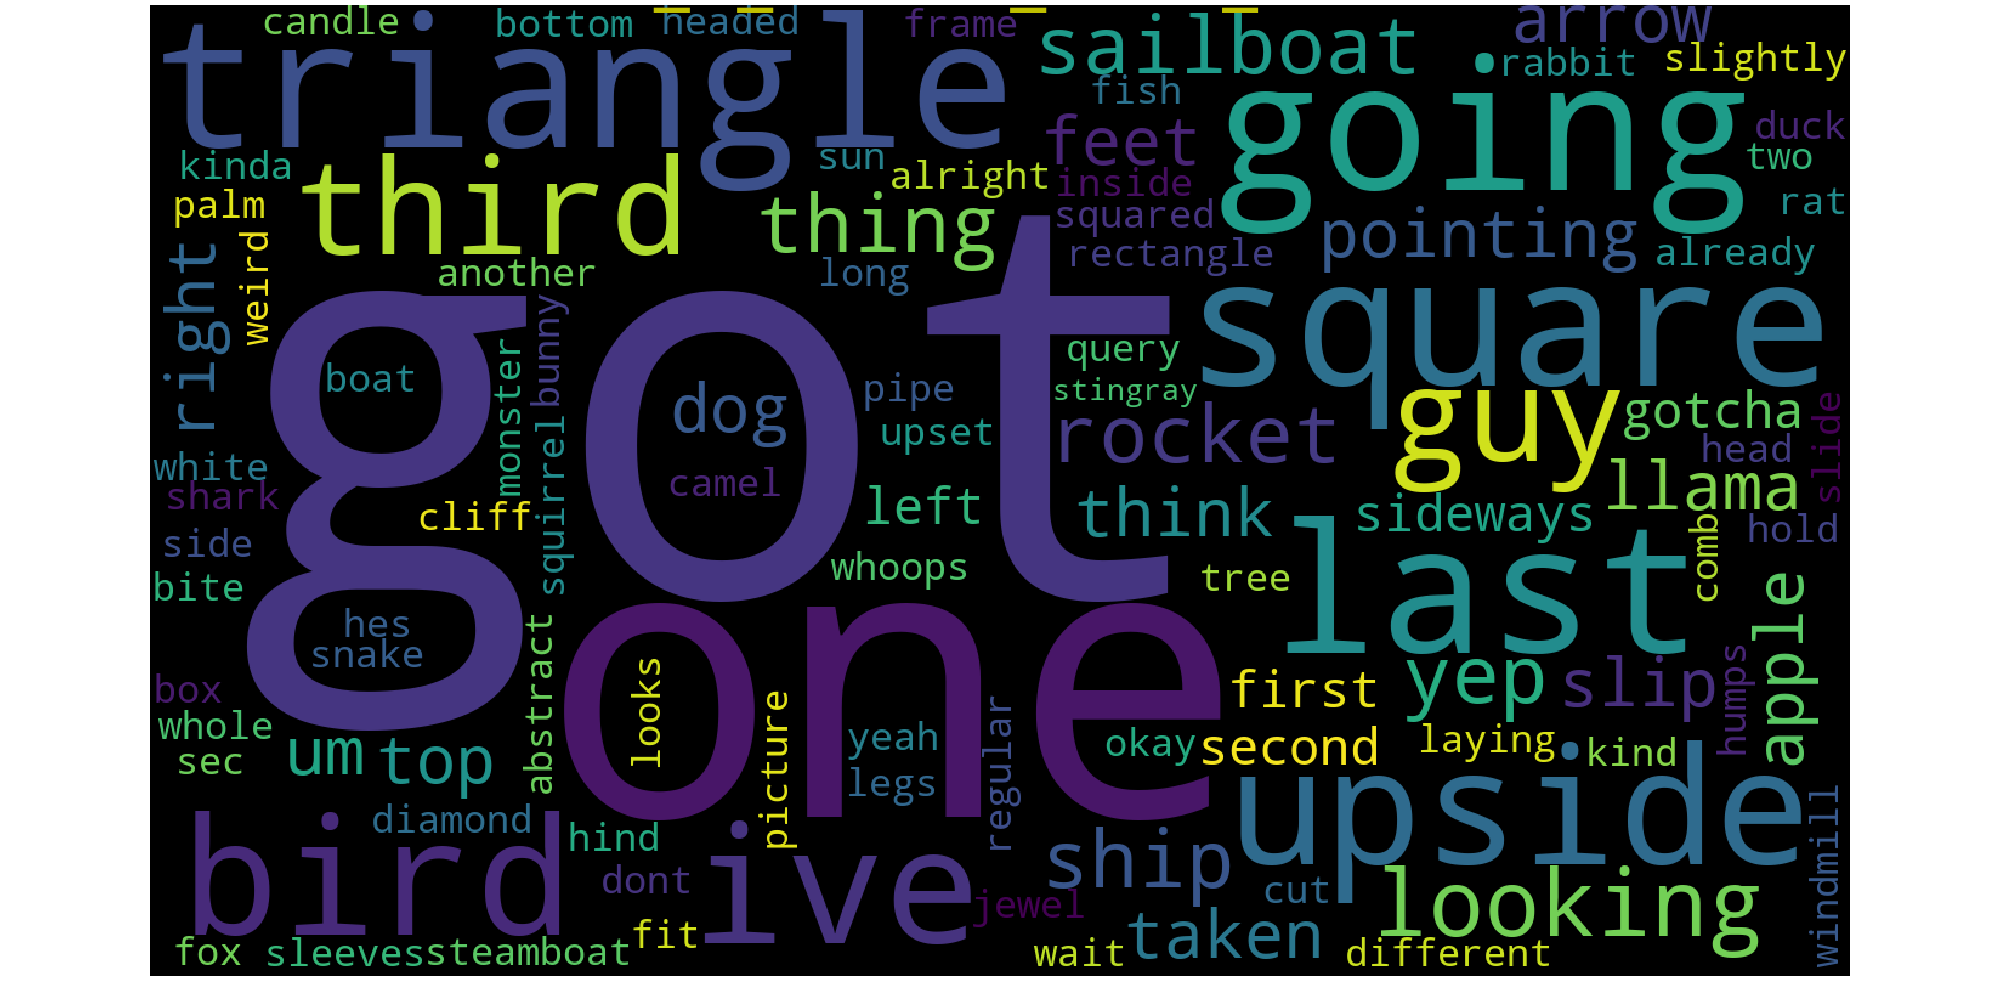 candle
bottom
headed
frame
arrow
triangle
sailboat
rabbit
slightly
going
fish
feet
duck
two
kinda
third
sun
alright
inside
rat
palm
thing
squared
pointing
rectangle
already
right
weird
another
long
got
square
boat
monster
bunny
dog
pipe
query
stingray
guy
gotcha
slide
upset
rocket
head
white
shark
camel
squirrel
cliff
left
think
sideways
llama
comb
hold
side
bite
whoops
tree
last
hes
snake
one
apple
box
abstract
looks
picture
first
yep
slip
humps
whole
sec
um
top
yeah
legs
regular
okay
second
laying
kind
upside
diamond
hind
bird
ive
dont
ship
jewel
cut
looking
windmill
fox
sleeves
steamboat
fit
wait
taken
different